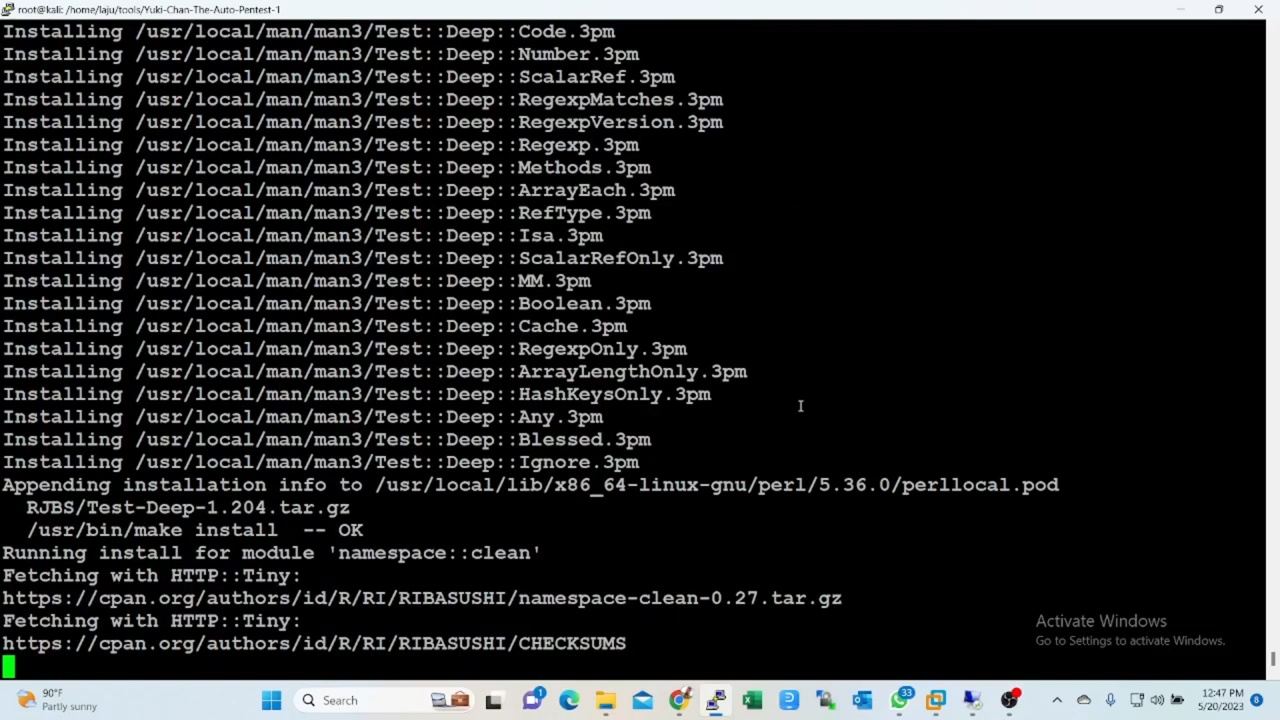 root@kali: /home/laju/tools/Yuki-Chan-The-Auto-Pentest-1
Installing /usr/local/man/man3/Test::Deep::Code.3pm
Installing /usr/local/man/man3/Test::Deep::Number.3pm
Installing /usr/local/man/man3/Test::Deep::ScalarRef.3pm
Installing /usr/local/man/man3/Test::Deep::RegexpMatches.3pm
Installing /usr/local/man/man3/Test::Deep::RegexpVersion.3pm
Installing /usr/local/man/man3/Test::Deep::Regexp.3pm
Installing /usr/local/man/man3/Test::Deep::Methods.3pm
Installing /usr/local/man/man3/Test::Deep::ArrayEach.3pm
Installing /usr/local/man/man3/Test::Deep::RefType.3pm
Installing /usr/local/man/man3/Test::Deep::Isa.3pm
Installing /usr/local/man/man3/Test::Deep::ScalarRefOnly.3pm
Installing /usr/local/man/man3/Test::Deep::MM.3pm
Installing /usr/local/man/man3/Test::Deep::Boolean.3pm
Installing /usr/local/man/man3/Test::Deep::Cache.3pm
Installing /usr/local/man/man3/Test::Deep::RegexpOnly.3pm
Installing /usr/local/man/man3/Test::Deep::ArrayLengthOnly.3pm
Installing /usr/local/man/man3/Test::Deep::HashKeysOnly.3pm
Installing /usr/local/man/man3/Test::Deep::Any.3pm
Installing /usr/local/man/man3/Test::Deep::Blessed.3pm
Installing /usr/local/man/man3/Test::Deep::Ignore.3pm
Appending installation info to /usr/local/lib/x86_64-linux-gnu/perl/5.36.0/perllocal.pod
RJBS/Test-Deep-1.204.tar.gz
/usr/bin/make install -- OK
Running install for module 'namespace::clean'
Fetching with HTTP::Tiny:
https://cpan.org/authors/id/R/RI/RIBASUSHI/namespace-clean-0.27.tar.gz
Fetching with HTTP::Tiny:
https://cpan.org/authors/id/R/RI/RIBASUSHI/CHECKSUMS
Activate Windows
Go to Settings to activate Windows.
90°F
Partly sunny
Search
1
33
12:47 PM
5/20/2023
8